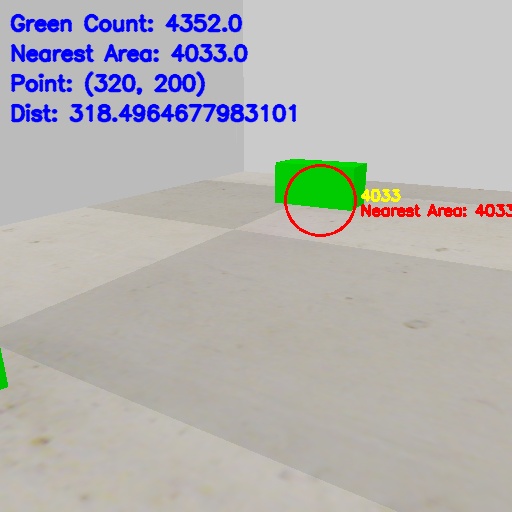 Green Count: 4352.0
Nearest Area: 4033.0
Point: (320, 200)
Dist: 318.4964677983101
4033
Nearest Area: 4033